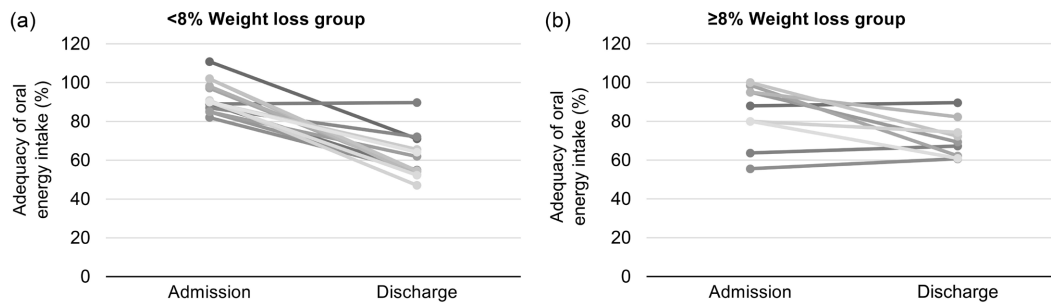 (a)
<8% Weight loss group
Adequacy of oral
energy intake (%)
120
100
80
60
40
20
0
Admission
Discharge
(b)
≥8% Weight loss group
Adequacy of oral
energy intake (%)
120
100
80
60
40
20
0
Admission
Discharge